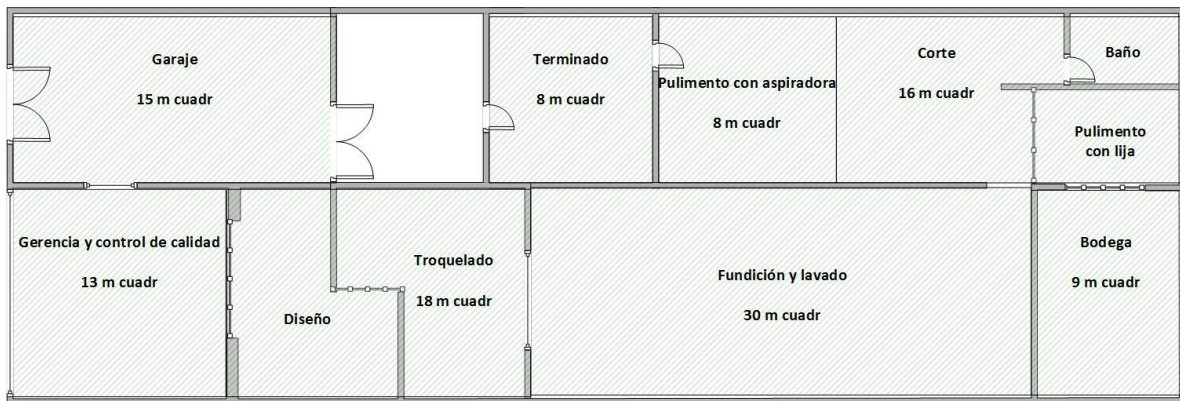 Garaje
15 m cuadr
Terminado
8 m cuadr
Pulimento con aspiradora
8 m cuadr
Corte
16 m cuadr
Baño
Pulimento
con lija
Gerencia y control de calidad
13 m cuadr
Diseño
Troquelado
18 m cuadr
Fundición y lavado
30 m cuadr
Bodega
9 m cuadr